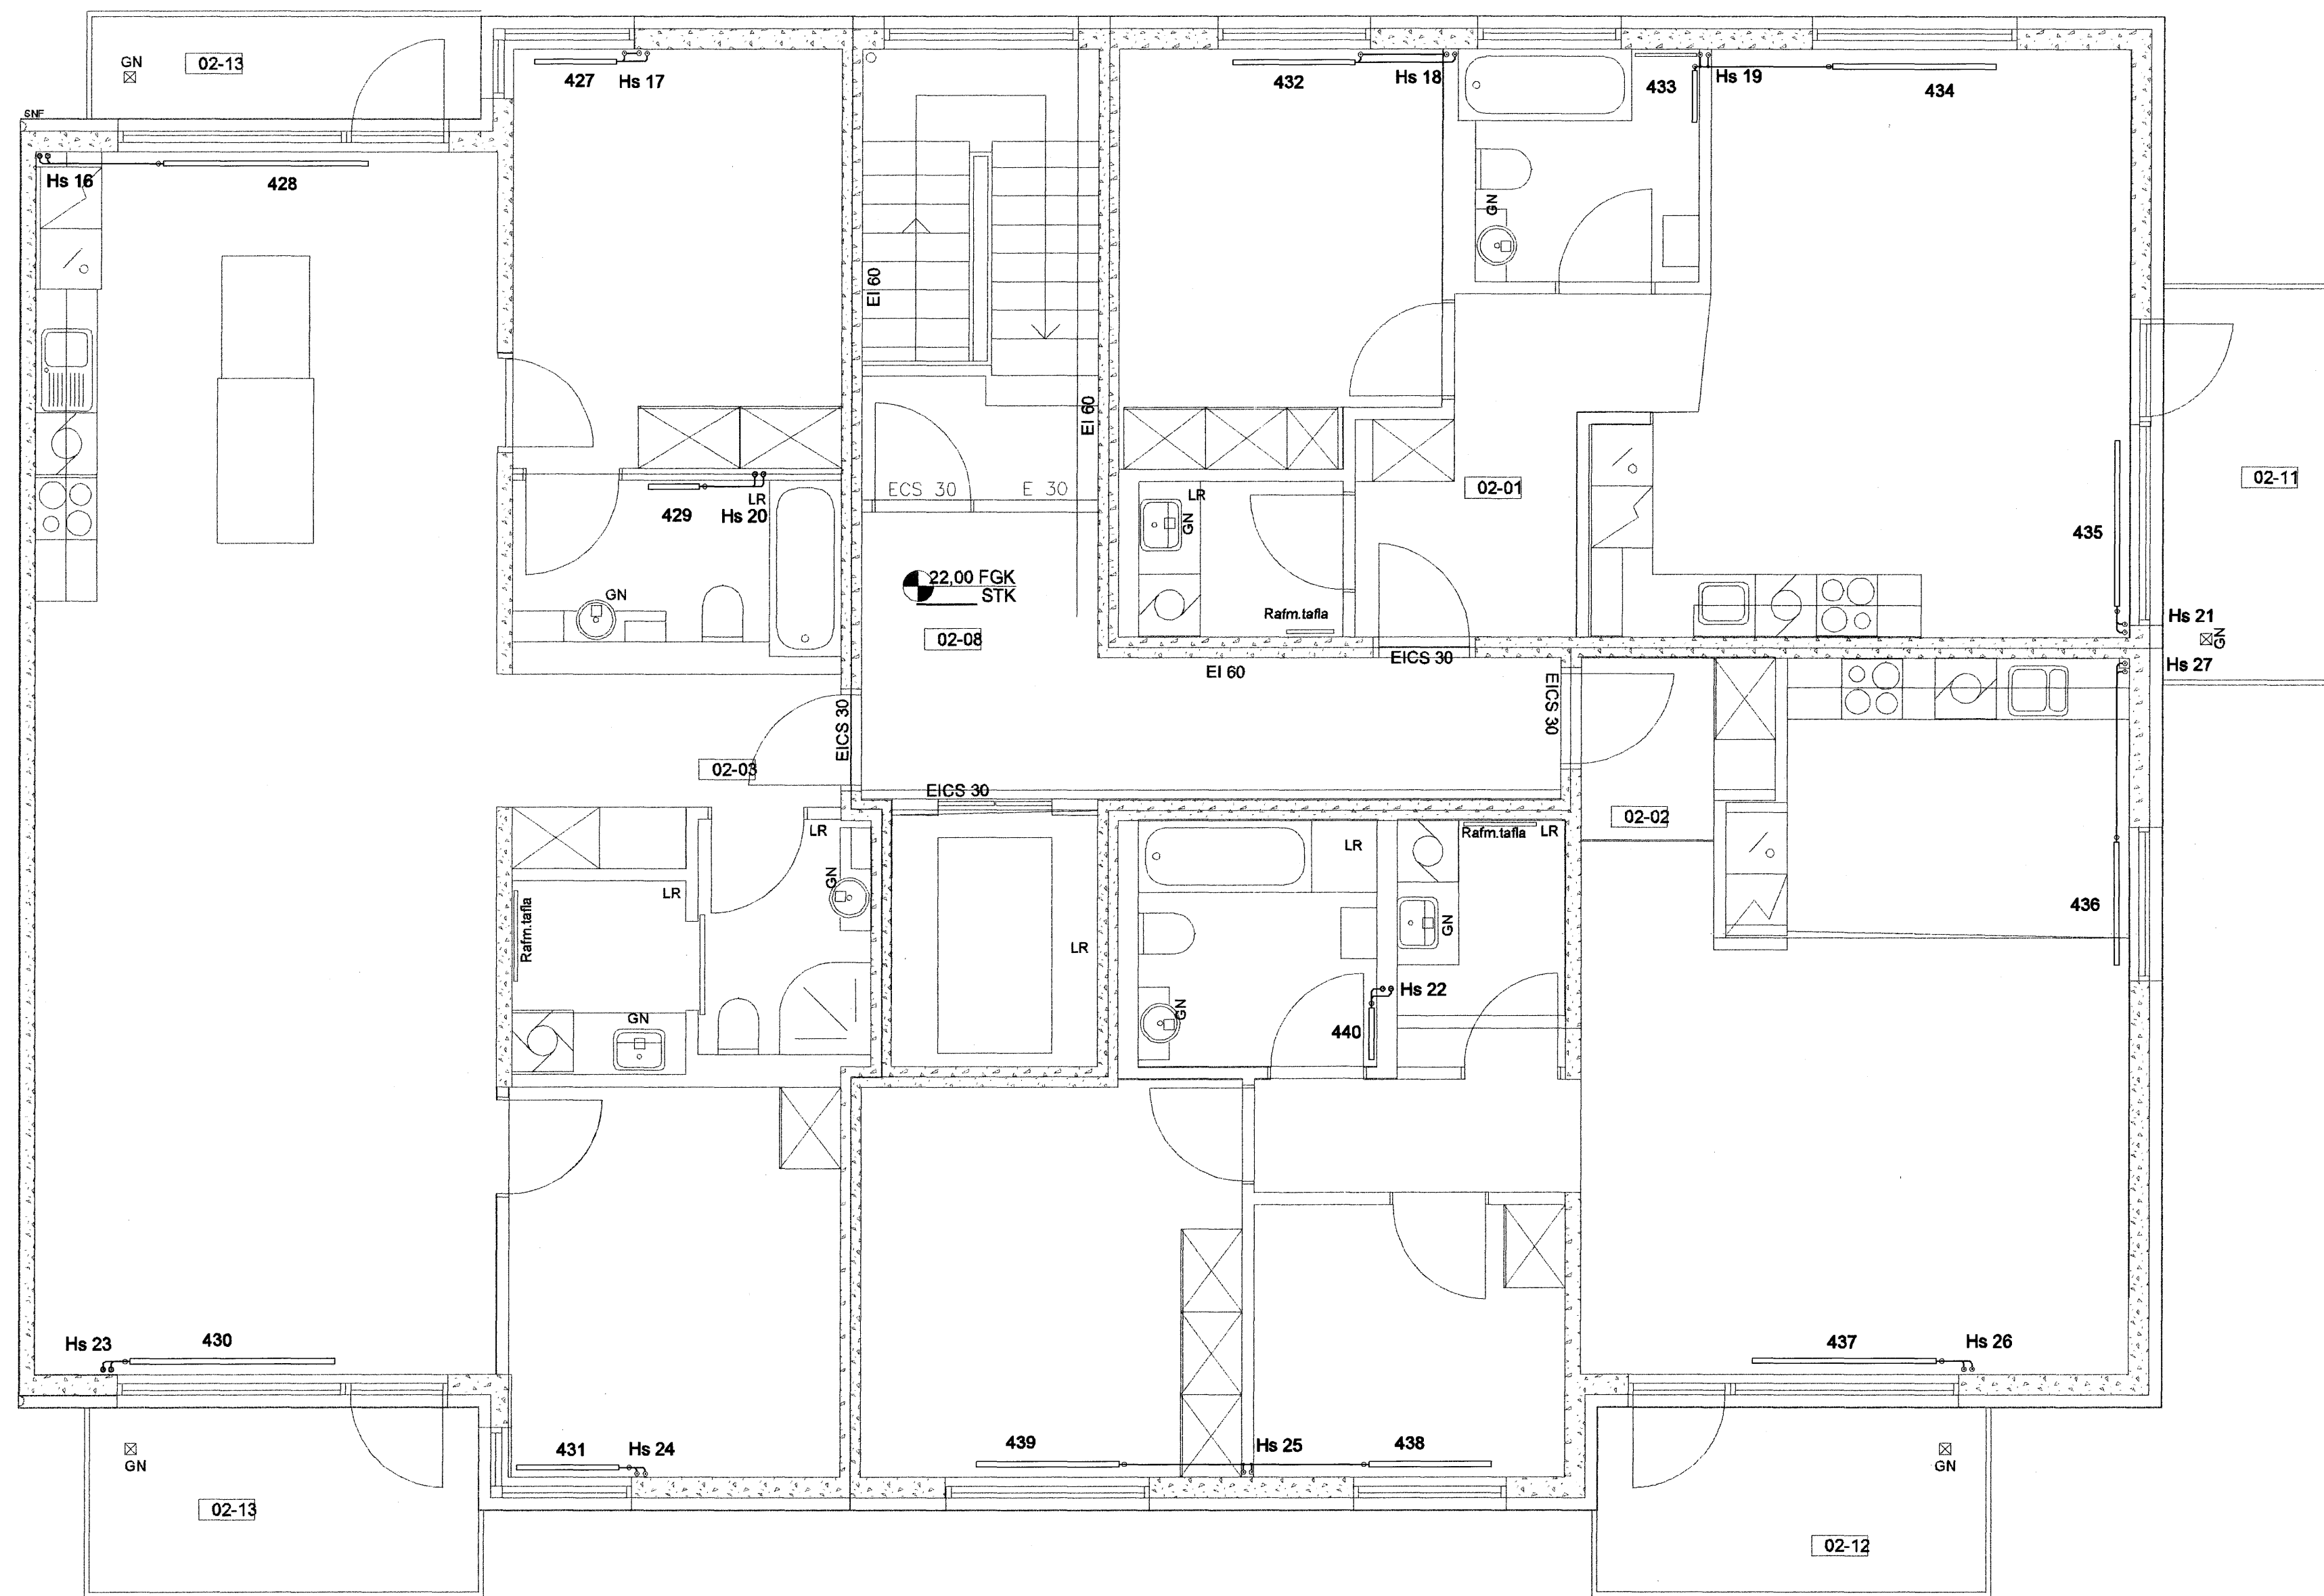 GN
02-13
SNF
427
Hs 17
432
Hs 18
433
Hs 19
434
Hs 16
428
GN
EI 60
EI 60
ECS 30
E 30
02-01
LR
GN
02-11
429
LR
Hs 20
435
GN
22,00 FGK
STK
02-08
Rafm.tafla
Hs 21
GN
EICS 30
EI 60
Hs 27
EICS 30
EICS 30
02-03
EICS 30
02-02
LR
Rafm.tafla
LR
LR
GN
LR
Rafm.tafla
436
GN
LR
Hs 22
GN
GN
440
Hs 23
430
437
Hs 26
431
Hs 24
439
Hs 25
438
GN
GN
02-13
02-12